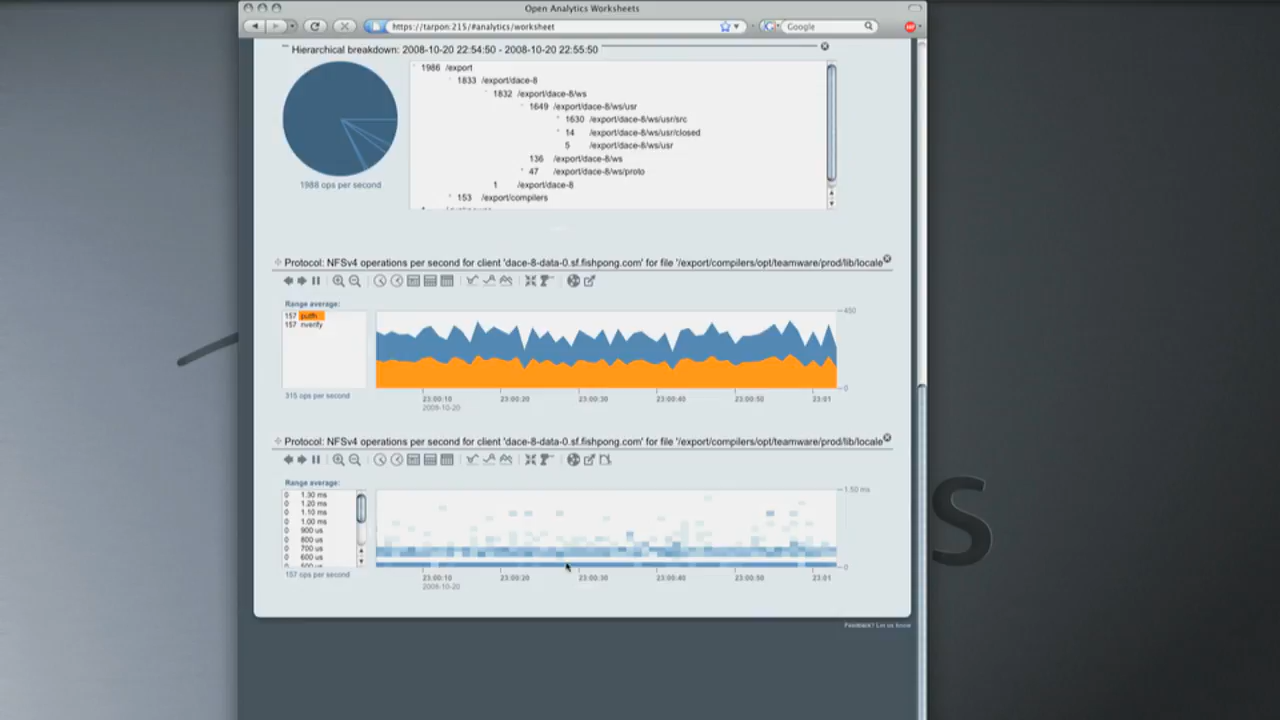 Open Analytics Worksheets
https://tarpon:215/#analytics/worksheet
Google
Hierarchical breakdown: 2008-10-20 22:54:50 - 2008-10-20 22:55:50
1986 /export
1833 /export/dace-8
1832 /export/dace-8/ws
1649 /export/dace-8/ws/usr
1630 /export/dace-8/ws/usr/src
14 /export/dace-8/ws/usr/closed
5 /export/dace-8/ws/usr
136 /export/dace-8/ws
47 /export/dace-8/ws/proto
1 /export/dace-8
153 /export/compilers
1988 ops per second
Protocol: NFSv4 operations per second for client 'dace-8-data-0.sf.fishpong.com' for file '/export/compilers/opt/teamware/prod/lib/locale
Range average:
157 putfh
157 nverify
315 ops per second
450
0
23:00:10 23:00:20 23:00:30 23:00:40 23:00:50 23:01
2008-10-20
Protocol: NFSv4 operations per second for client 'dace-8-data-0.sf.fishpong.com' for file '/export/compilers/opt/teamware/prod/lib/locale
Range average:
0 1.30 ms
0 1.20 ms
0 1.10 ms
0 1.00 ms
0 900 us
0 800 us
0 700 us
0 600 us
157 ops per second
1.50 ms
0
23:00:10 23:00:20 23:00:30 23:00:40 23:00:50 23:01
2008-10-20
Feedback? Let us know
S